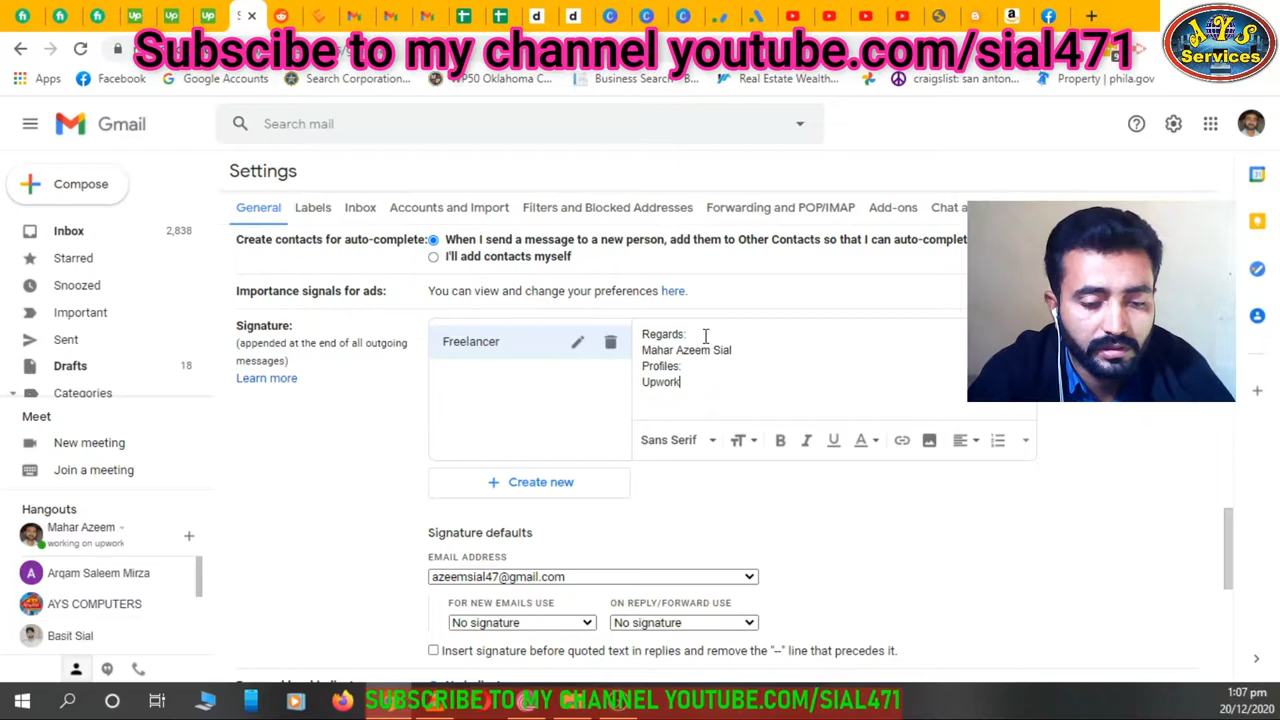 Subscibe to my channel youtube.com/sial471
AYS
Services
Apps
Facebook
Google Accounts
Search Corporation...
WP50 Oklahoma C...
Business Search - B...
Real Estate Wealth...
craigslist: san anton...
Property | phila.gov
Gmail
Search mail
Compose
Settings
General
Labels
Inbox
Accounts and Import
Filters and Blocked Addresses
Forwarding and POP/IMAP
Add-ons
Chat a
Inbox
2,838
Starred
Snoozed
Important
Sent
Drafts
18
Categories
Create contacts for auto-complete:
When I send a message to a new person, add them to Other Contacts so that I can auto-complet
I'll add contacts myself
Importance signals for ads:
You can view and change your preferences here.
Signature:
(appended at the end of all outgoing
messages)
Learn more
Freelancer
Regards:
Mahar Azeem Sial
Profiles:
Upwork
Sans Serif
Create new
Meet
New meeting
Join a meeting
Hangouts
Mahar Azeem
working on upwork
Arqam Saleem Mirza
AYS COMPUTERS
Basit Sial
Signature defaults
EMAIL ADDRESS
azeemsial47@gmail.com
FOR NEW EMAILS USE
ON REPLY/FORWARD USE
No signature
No signature
Insert signature before quoted text in replies and remove the "--" line that precedes it.
SUBSCRIBE TO MY CHANNEL YOUTUBE.COM/SIAL471
1:07 pm
20/12/2020